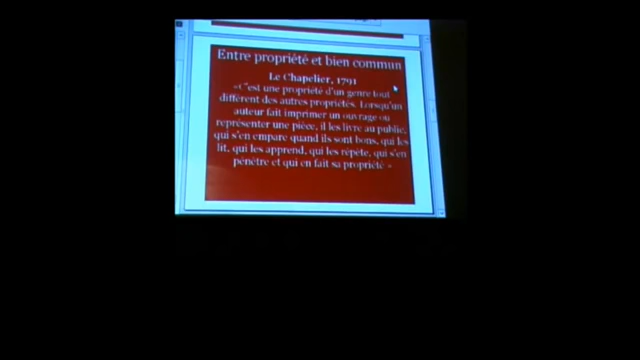 Entre propriété et bien commun
Le Chapelier, 1791
«C'est une propriété d'un genre tout
différent des autres propriétés. Lorsqu'un
auteur fait imprimer un ouvrage ou
représenter une pièce, il les livre au public,
qui s'en empare quand ils sont bons, qui les
lit, qui les apprend, qui les répète, qui s'en
pénètre et qui en fait sa propriété »